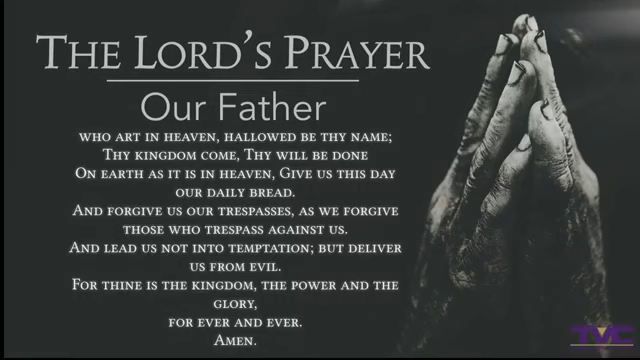 THE LORD'S PRAYER
Our Father
WHO ART IN HEAVEN, HALLOWED BE THY NAME;
THY KINGDOM COME, THY WILL BE DONE
ON EARTH AS IT IS IN HEAVEN, GIVE US THIS DAY
OUR DAILY BREAD.
AND FORGIVE US OUR TRESPASSES, AS WE FORGIVE
THOSE WHO TRESPASS AGAINST US.
AND LEAD US NOT INTO TEMPTATION; BUT DELIVER
US FROM EVIL.
FOR THINE IS THE KINGDOM, THE POWER AND THE
GLORY,
FOR EVER AND EVER.
AMEN.
TVC